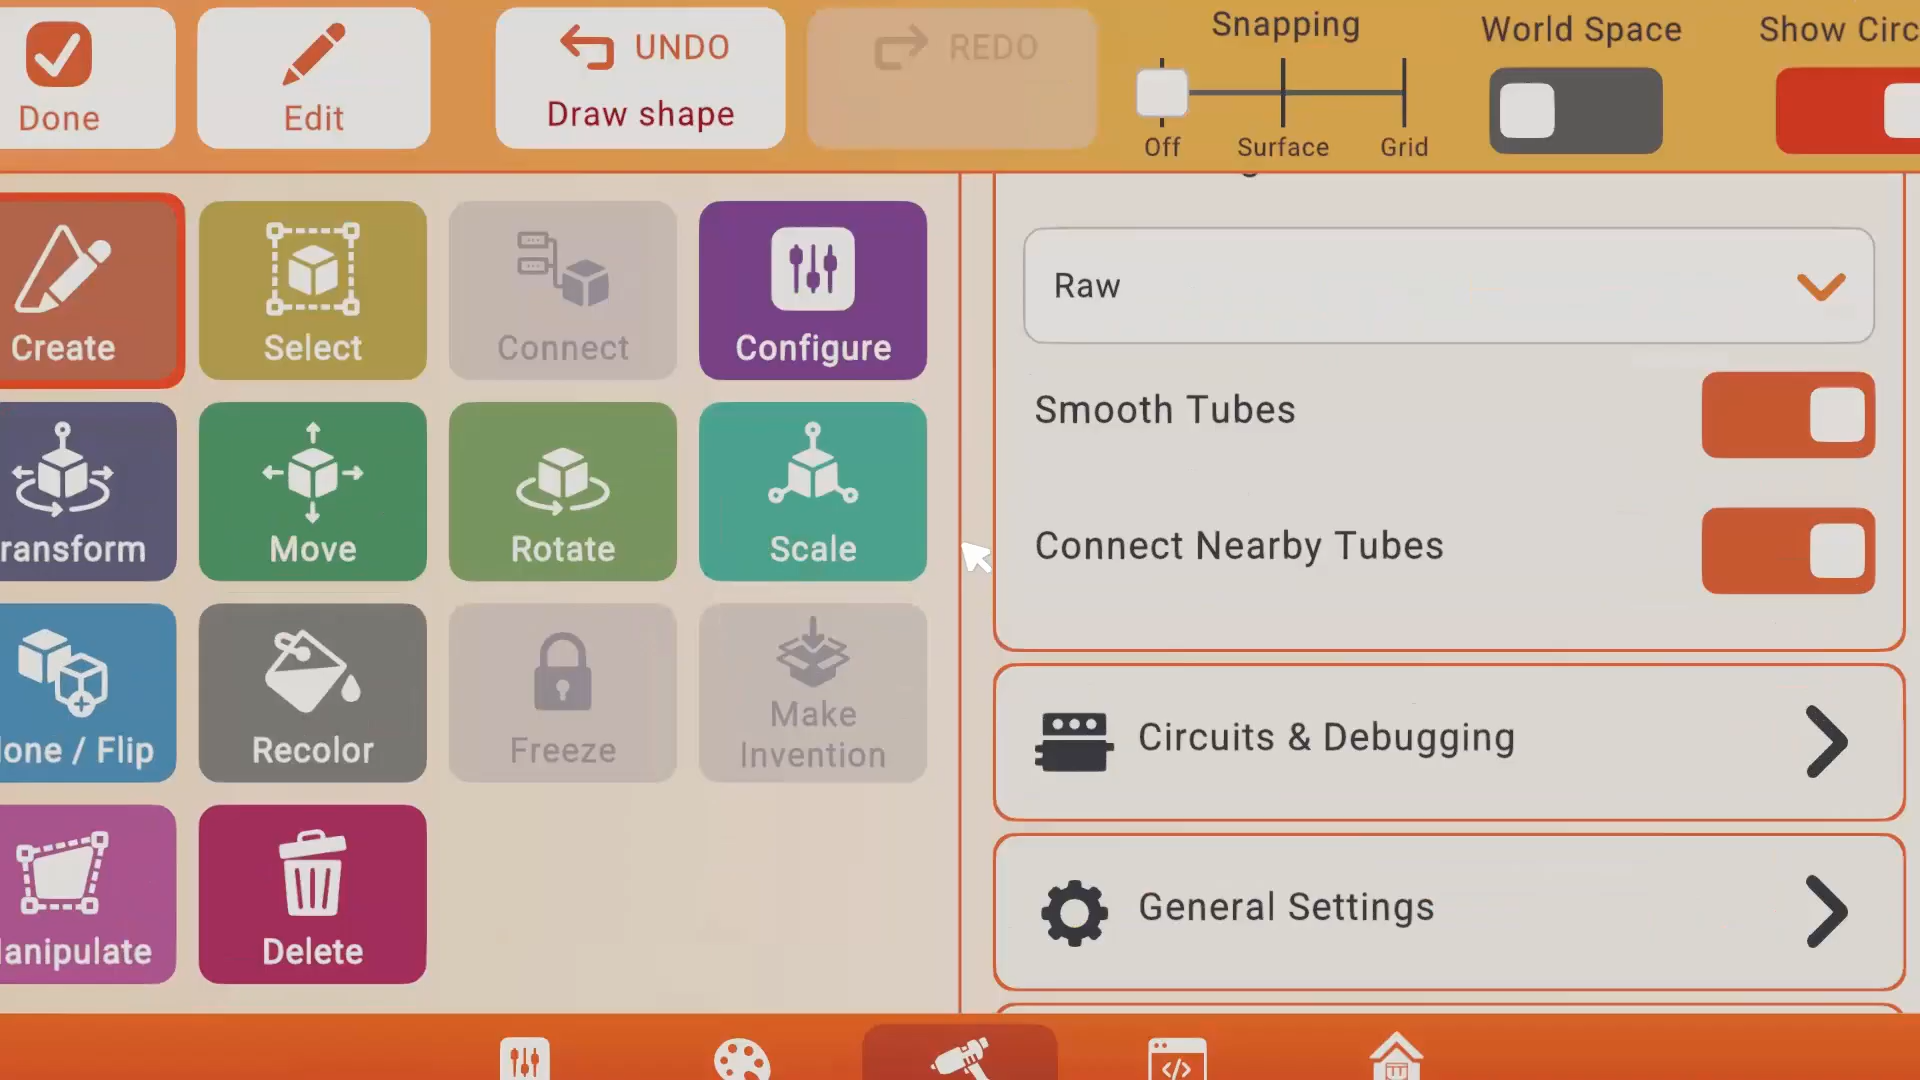 Done
Edit
UNDO
Draw shape
REDO
Snapping
Off
Surface
Grid
World Space
Show Circ
Create
Select
Connect
Configure
ransform
Move
Rotate
Scale
lone / Flip
Recolor
Freeze
Make
Invention
anipulate
Delete
Raw
Smooth Tubes
Connect Nearby Tubes
Circuits & Debugging
General Settings